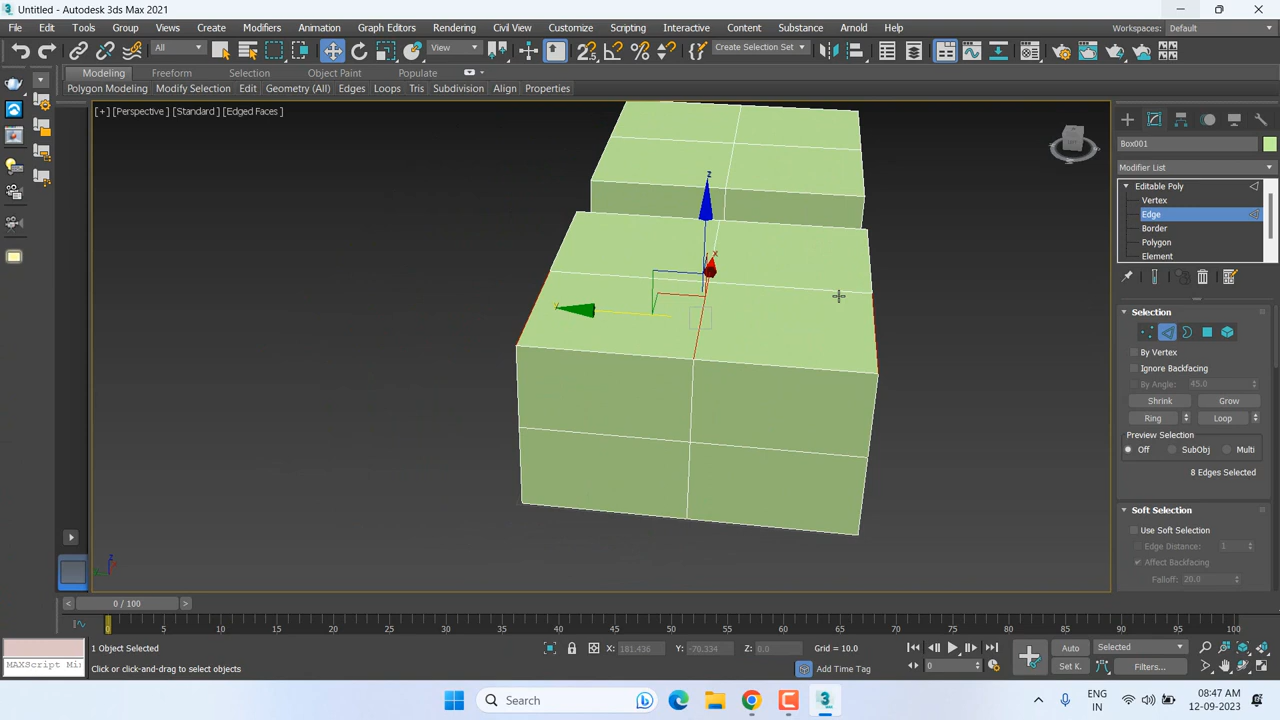 Untitled - Autodesk 3ds Max 2021
File Edit Tools Group Views Create Modifiers Animation Graph Editors Rendering Civil View Customize Scripting Interactive Content Substance Arnold Help
Workspaces: Default
All
View
Create Selection Set
Modeling Freeform Selection Object Paint Populate
Polygon Modeling Modify Selection Edit Geometry (All) Edges Loops Tris Subdivision Align Properties
[+] [Perspective] [Standard] [Edged Faces]
Box001
Modifier List
Editable Poly
Vertex
Edge
Border
Polygon
Element
Selection
By Vertex
Ignore Backfacing
By Angle: 45.0
Shrink Grow
Ring Loop
Preview Selection
Off SubObj Multi
8 Edges Selected
Soft Selection
Use Soft Selection
Edge Distance: 1
Affect Backfacing
Falloff: 20.0
z
x
y
z
0 / 100
0 5 10 15 20 25 30 35 40 45 50 55 60 65 70 75 80 85 90 95 100
MAXScript Mi
1 Object Selected
Click or click-and-drag to select objects
X: 181.436 Y: -70.334 Z: 0.0 Grid = 10.0
Add Time Tag
0
Auto Selected
Set K. Filters...
Search
3
MAX
ENG
IN
08:47 AM
12-09-2023